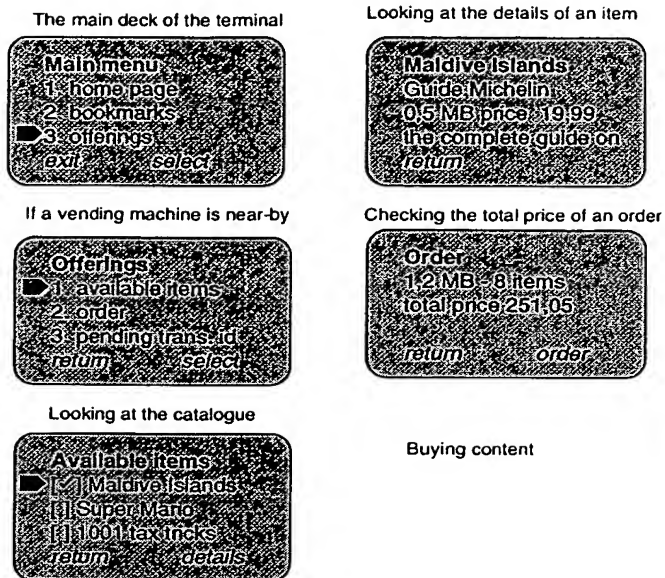 The main deck of the terminal
Main menu
1. home page
2. bookmarks
3. offerings
exit select
If a vending machine is near-by
Offerings
1. available items
2. order
3. pending trans. id
return select
Looking at the catalogue
Available items
[✓] Maldive Islands
[ ] Super Mario
[ ] 1001 tax tricks
return details
Looking at the details of an item
Maldive Islands
Guide Michelin
0,5 MB price: 19,99
the complete guide on
return
Checking the total price of an order
Order
1,2 MB - 8 items
total price 251,05
return order
Buying content